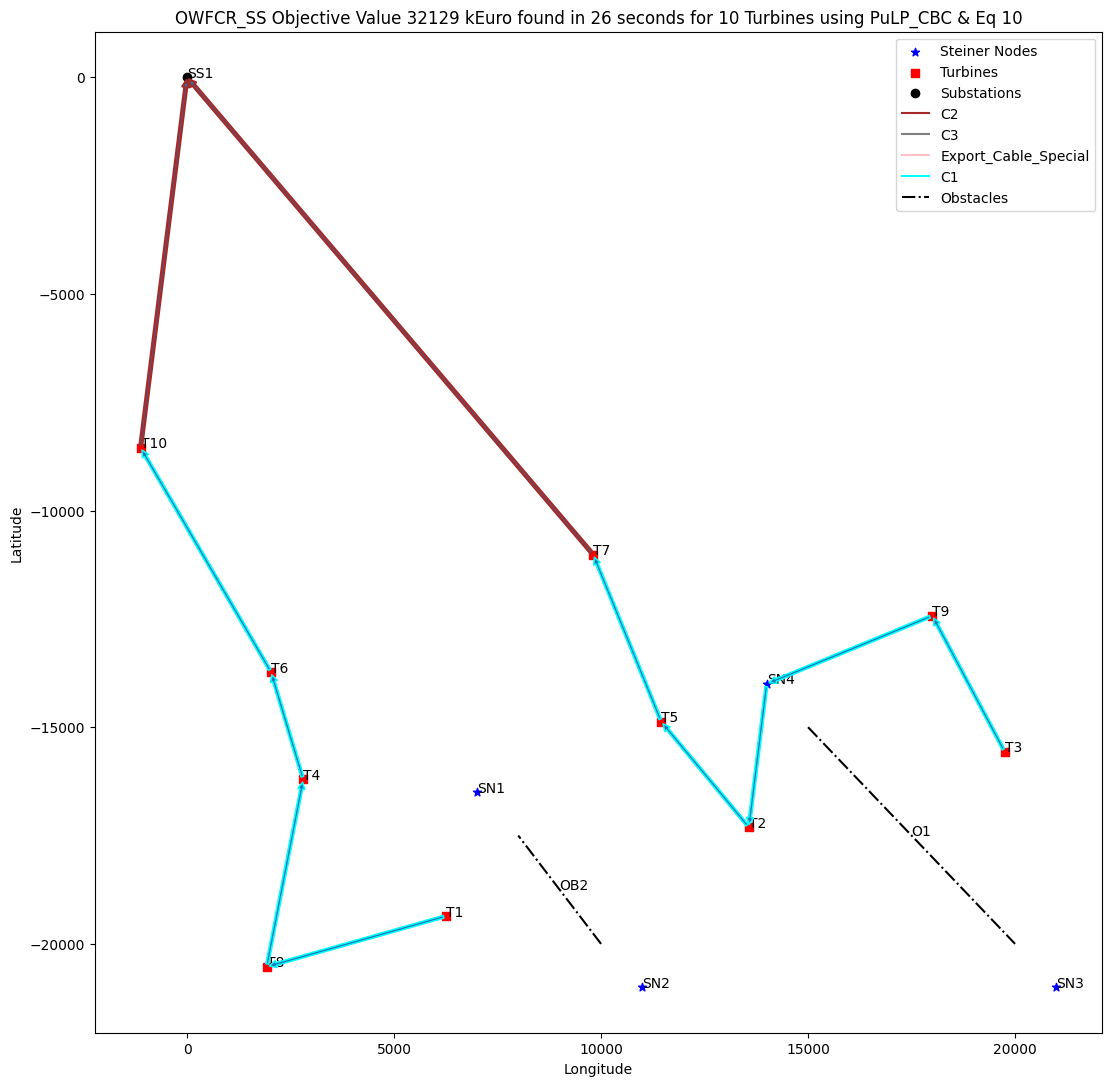 OWFCR_SS Objective Value 32129 kEuro found in 26 seconds for 10 Turbines using PuLP_CBC & Eq 10
Steiner Nodes
Turbines
Substations
C2
C3
Export_Cable_Special
C1
Obstacles
SS1
T10
T7
T9
T6
SN4
T5
T3
T4
SN1
T2
O1
OB2
T1
T8
SN2
SN3
0
−5000
−10000
−15000
−20000
Latitude
0
5000
10000
15000
20000
Longitude